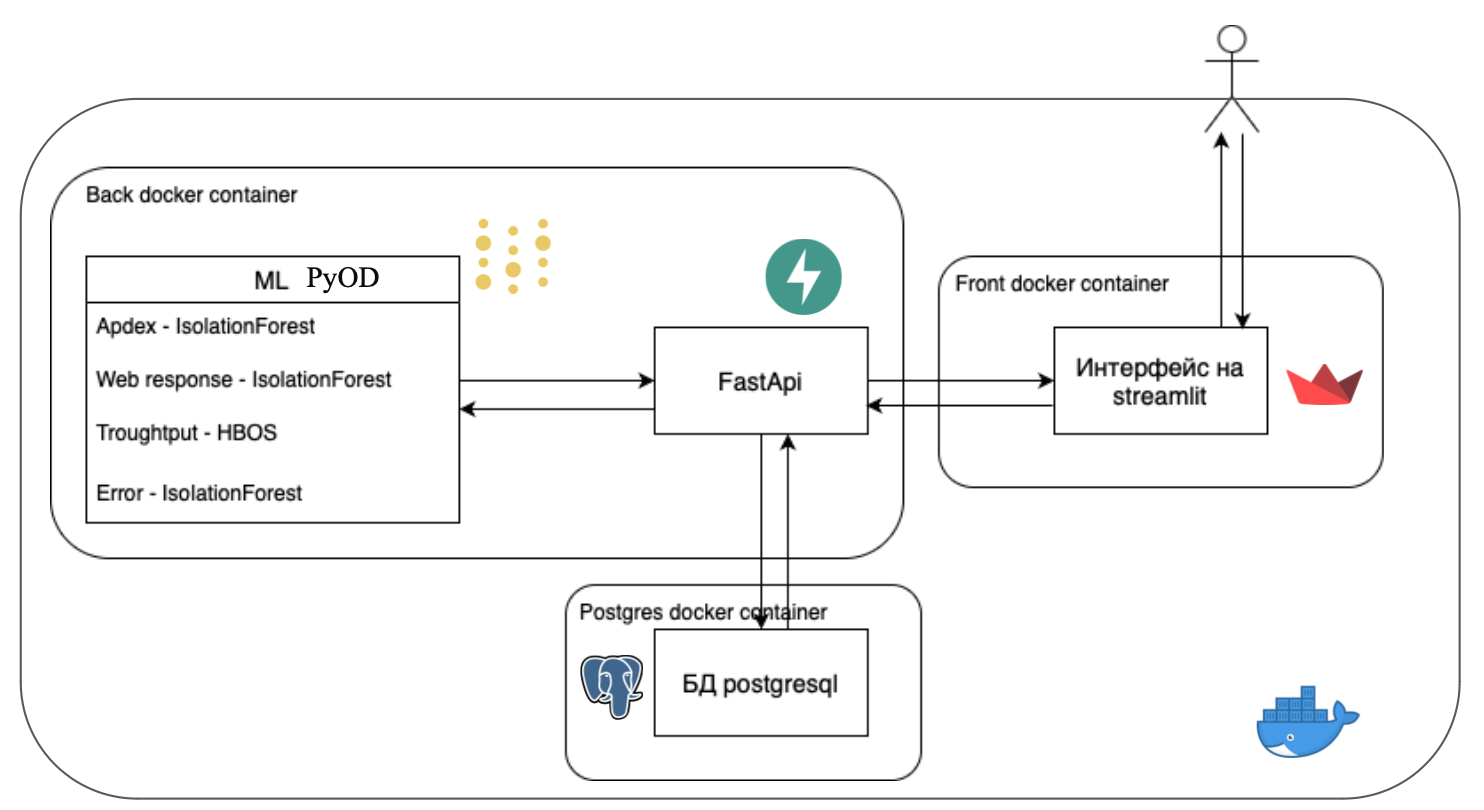 Back docker container
ML PyOD
Apdex - IsolationForest
Web response - IsolationForest
Troughtput - HBOS
Error - IsolationForest
FastApi
Front docker container
Интерфейс на
streamlit
Postgres docker container
БД postgresql